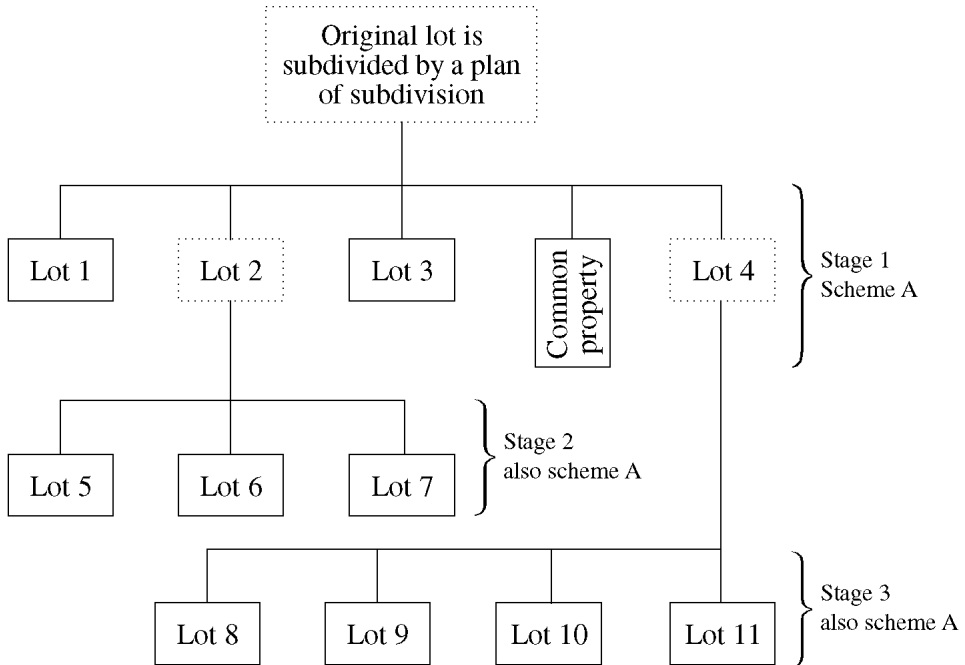 Original lot is
subdivided by a plan
of subdivision
Lot 1
Lot 2
Lot 3
Common
property
Lot 4
Stage 1
Scheme A
Lot 5
Lot 6
Lot 7
Stage 2
also scheme A
Lot 8
Lot 9
Lot 10
Lot 11
Stage 3
also scheme A